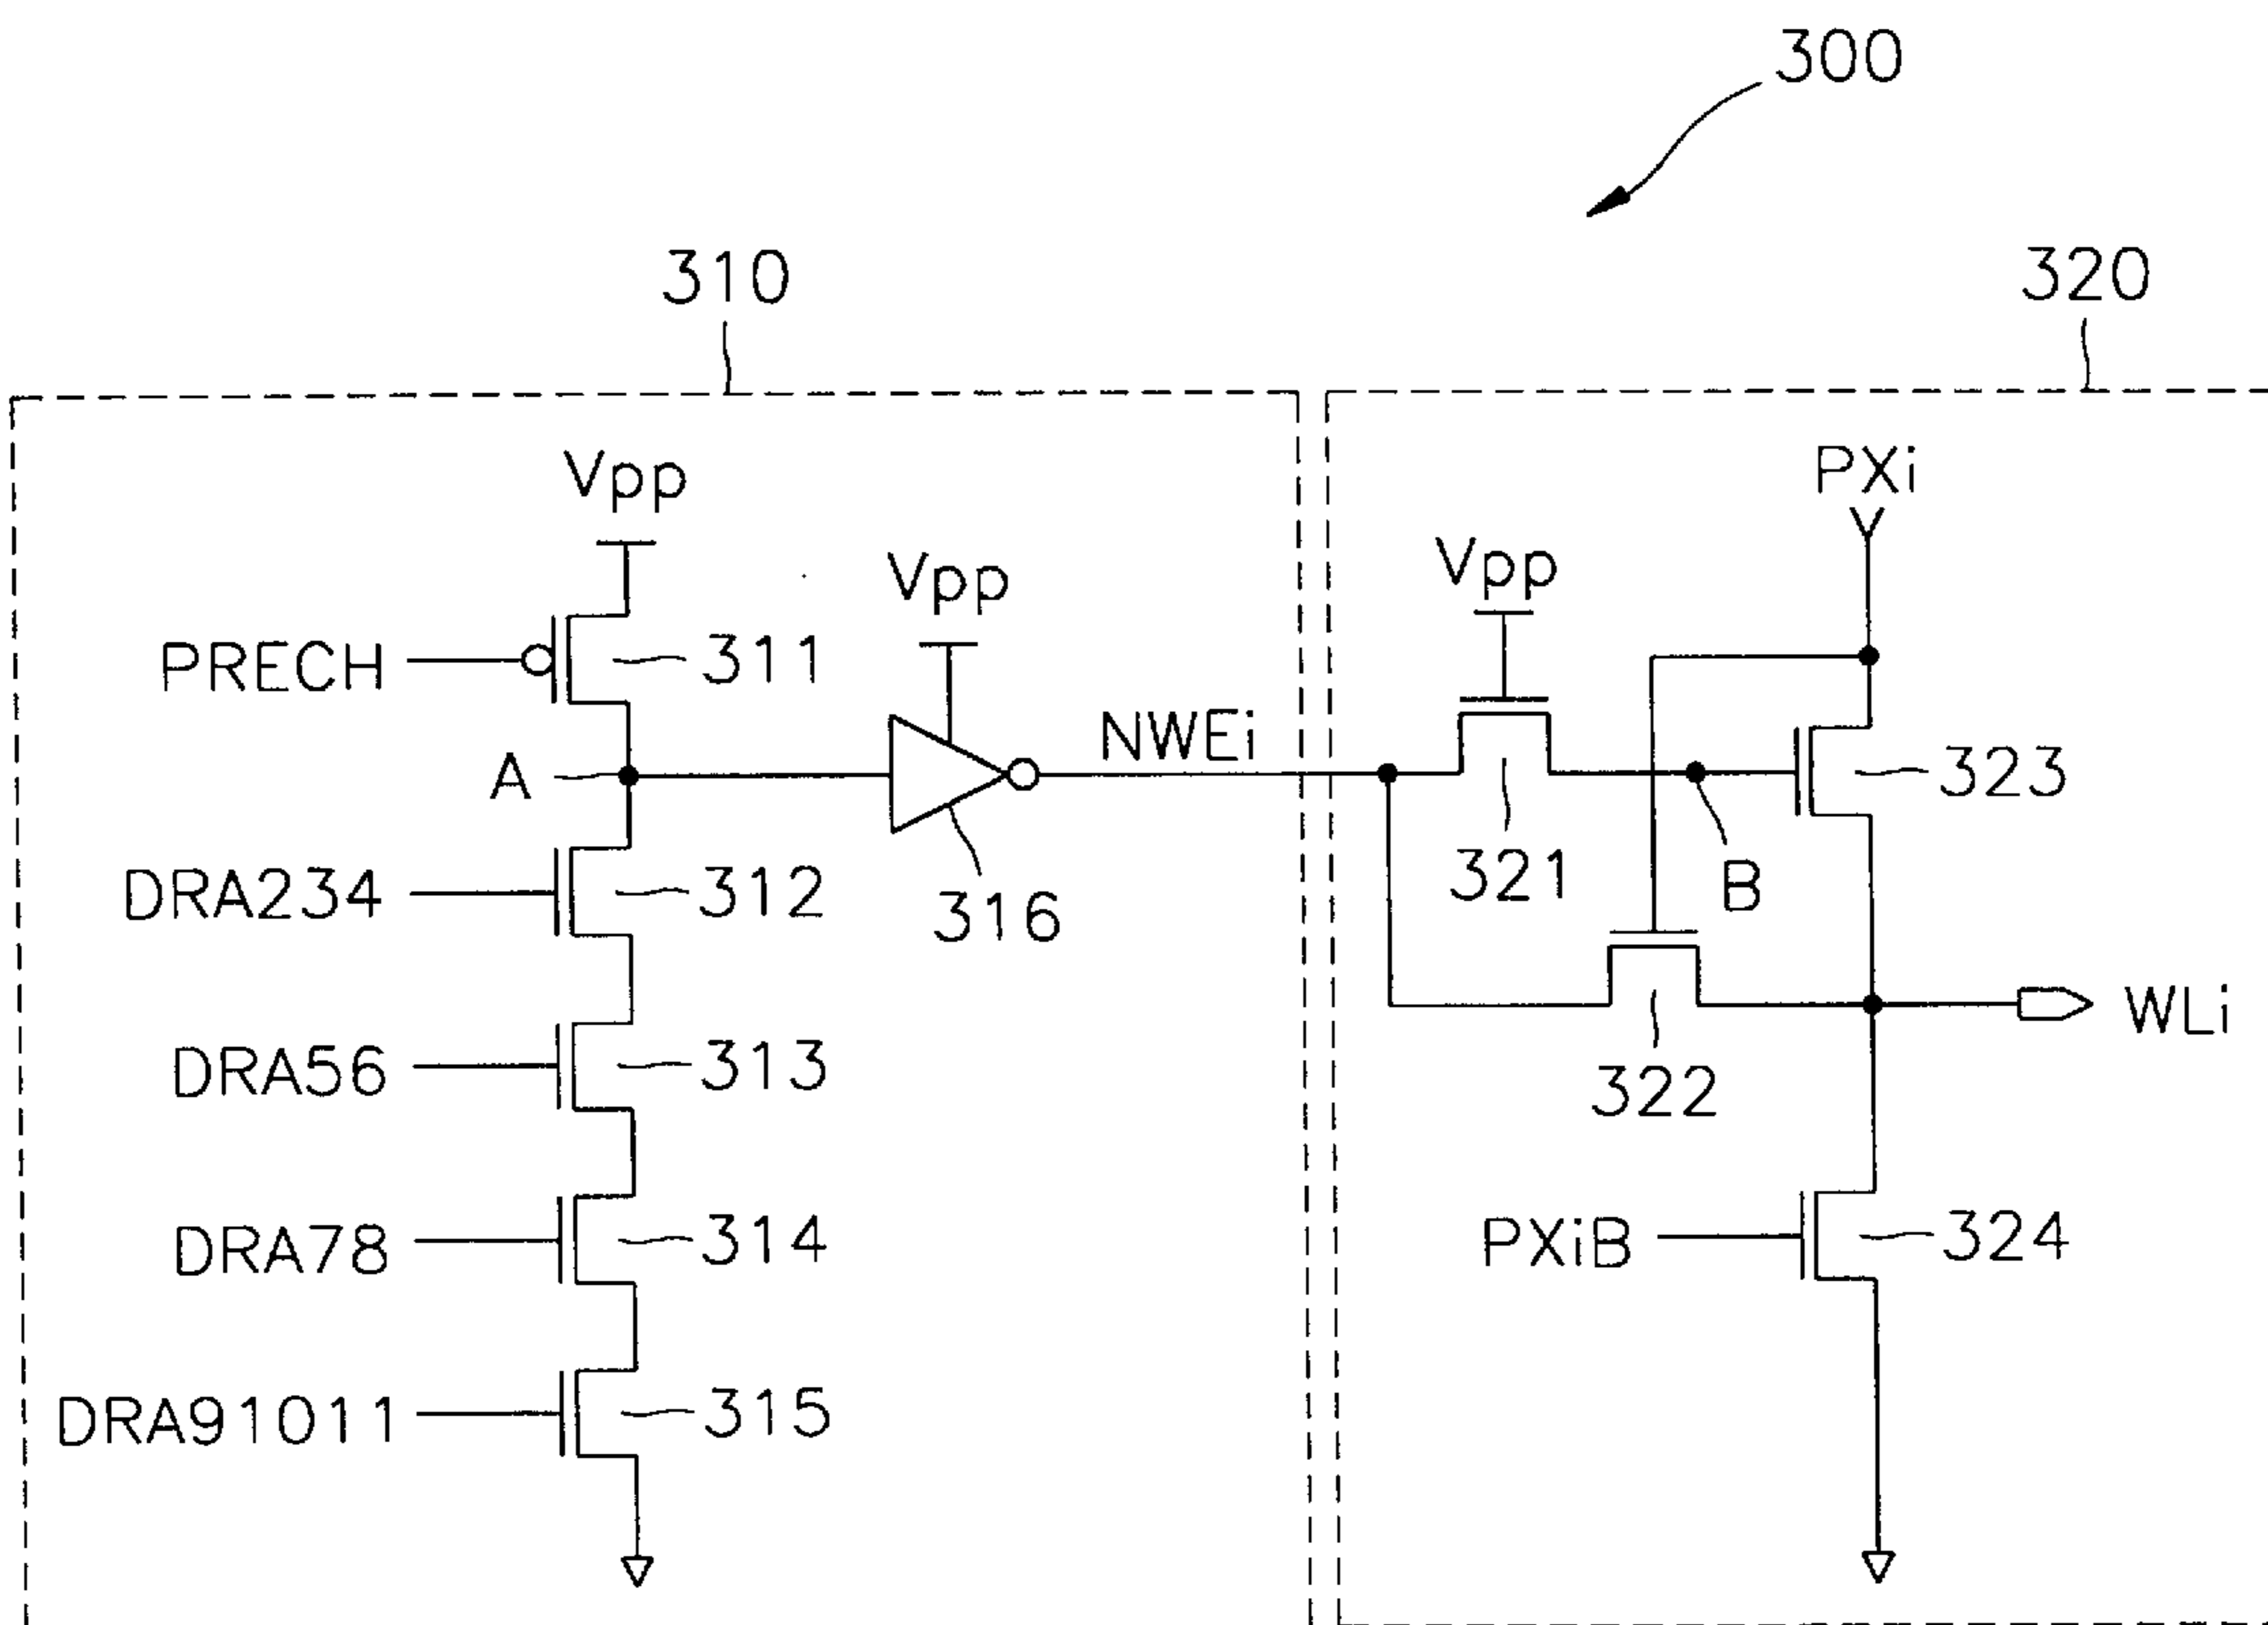 300
310
320
Vpp
PXi
Vpp
Vpp
PRECH
311
NWEi
A
323
321
B
DRA234
312
316
WLi
DRA56
313
322
DRA78
314
PXiB
324
DRA91011
315